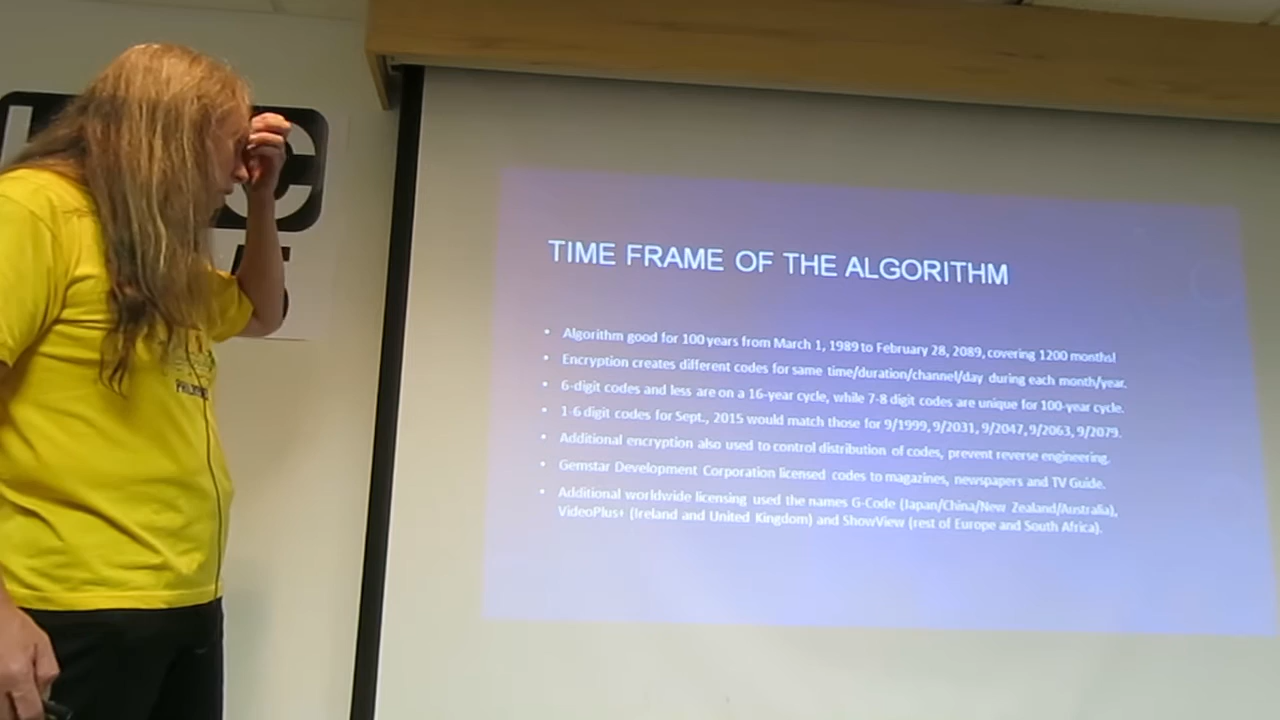 TIME FRAME OF THE ALGORITHM
• Algorithm good for 100 years from March 1, 1989 to February 28, 2089, covering 1200 months!
• Encryption creates different codes for same time/duration/channel/day during each month/year.
• 6-digit codes and less are on a 16-year cycle, while 7-8 digit codes are unique for 100-year cycle.
• 1-6 digit codes for Sept., 2015 would match those for 9/1999, 9/2031, 9/2047, 9/2063, 9/2079.
• Additional encryption also used to control distribution of codes, prevent reverse engineering.
• Gemstar Development Corporation licensed codes to magazines, newspapers and TV Guide.
• Additional worldwide licensing used the names G-Code (Japan/China/New Zealand/Australia),
VideoPlus+ (Ireland and United Kingdom) and ShowView (rest of Europe and South Africa).